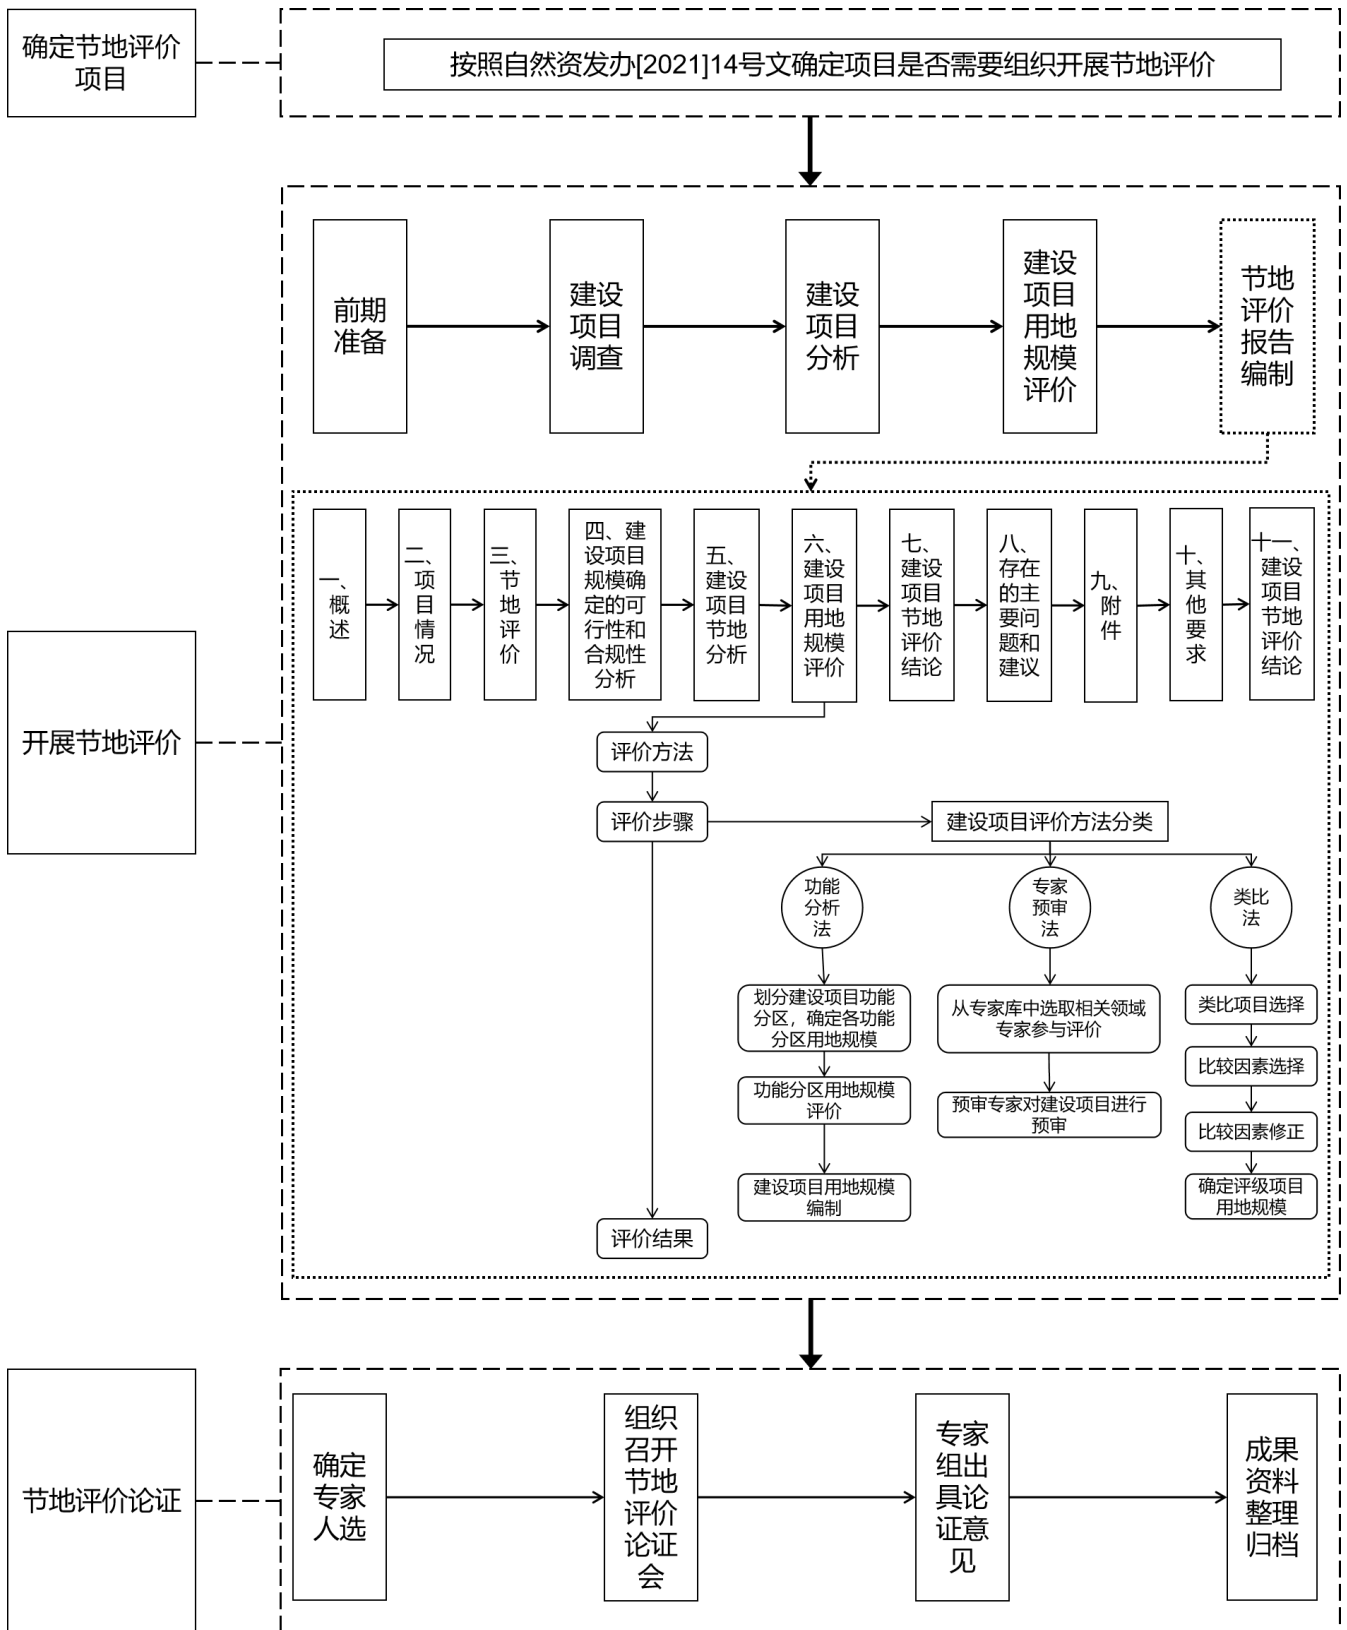 确定节地评价
项目
按照自然资发办[2021]14号文确定项目是否需要组织开展节地评价
开展节地评价
前期
准备
建设
项目
调查
建设
项目
分析
建设
项目
用地
规模
评价
节地
评价
报告
编制
一、
概
述
二、
项
目
情
况
三、
节
地
评
价
四、建
设项目
规模确
定的可
行性和
合规性
分析
五、
建设
项目
节地
分析
六、
建设
项目
用地
规模
评价
七、
建设
项目
节地
评价
结论
八、
存在
的主
要问
题和
建议
九、
附
件
十、
其
他
要
求
十一、
建设
项目
节地
评价
结论
评价方法
评价步骤
建设项目评价方法分类
功能
分析
法
专家
预审
法
类比
法
划分建设项目功能
分区，确定各功能
分区用地规模
功能分区用地规模
评价
建设项目用地规模
编制
从专家库中选取相关领域
专家参与评价
预审专家对建设项目进行
预审
类比项目选择
比较因素选择
比较因素修正
确定评级项目
用地规模
评价结果
节地评价论证
确定
专家
人选
组织
召开
节地
评价
论证
会
专家
组出
具论
证意
见
成果
资料
整理
归档